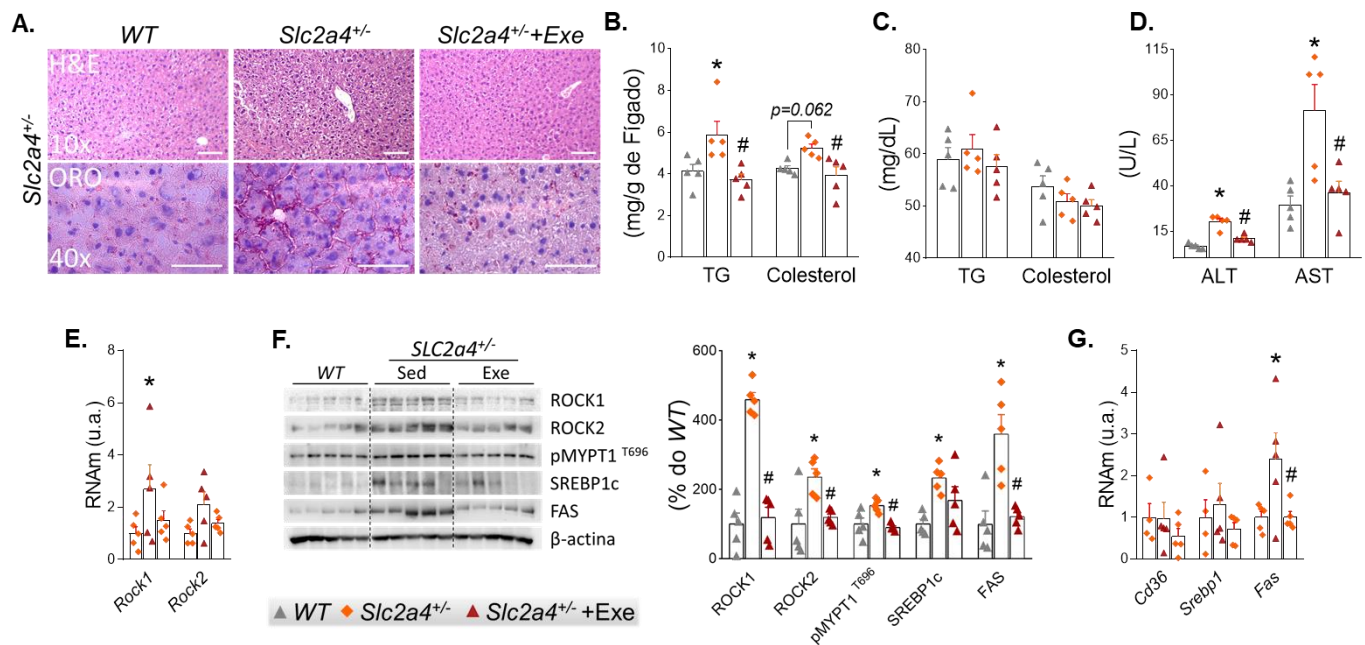 A.
WT
Slc2a4+/-
Slc2a4+/-+Exe
Slc2a4+/-
H&E
10x
ORO
40x
B.
(mg/g de Fígado)
10
8
6
4
2
0
*
#
p=0.062
#
TG
Colesterol
C.
(mg/dL)
80
70
60
50
40
TG
Colesterol
D.
(U/L)
115
90
60
30
15
*
#
*
#
ALT
AST
E.
RNAm (u.a.)
8
6
4
2
0
*
Rock1
Rock2
F.
SLC2a4+/-
WT
Sed
Exe
ROCK1
ROCK2
pMYPT1 T696
SREBP1c
FAS
β-actina
(% do WT)
600
400
200
100
0
*
#
*
#
*
#
*
*
#
ROCK1
ROCK2
pMYPT1 T696
SREBP1c
FAS
G.
RNAm (u.a.)
5
4
3
2
1
0
*
#
Cd36
Srebp1
Fas
WT
Slc2a4+/-
Slc2a4+/-+Exe